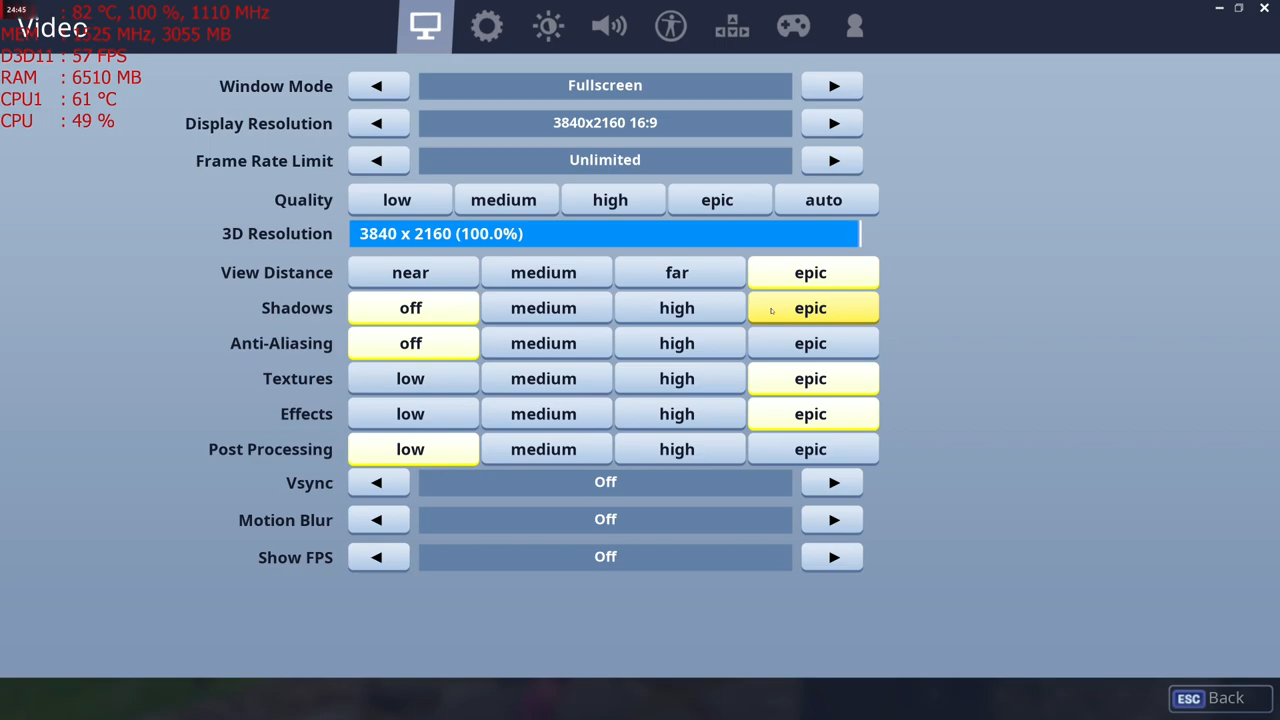 24:45
82 °C, 100 %, 1110 MHz
Video
MHz, 3055 MB
D3D11 : 57 FPS
RAM : 6510 MB
CPU1 : 61 °C
CPU : 49 %
Window Mode ◀ Fullscreen ▶
Display Resolution ◀ 3840x2160 16:9 ▶
Frame Rate Limit ◀ Unlimited ▶
Quality low medium high epic auto
3D Resolution 3840 x 2160 (100.0%)
View Distance near medium far epic
Shadows off medium high epic
Anti-Aliasing off medium high epic
Textures low medium high epic
Effects low medium high epic
Post Processing low medium high epic
Vsync ◀ Off ▶
Motion Blur ◀ Off ▶
Show FPS ◀ Off ▶
ESC Back